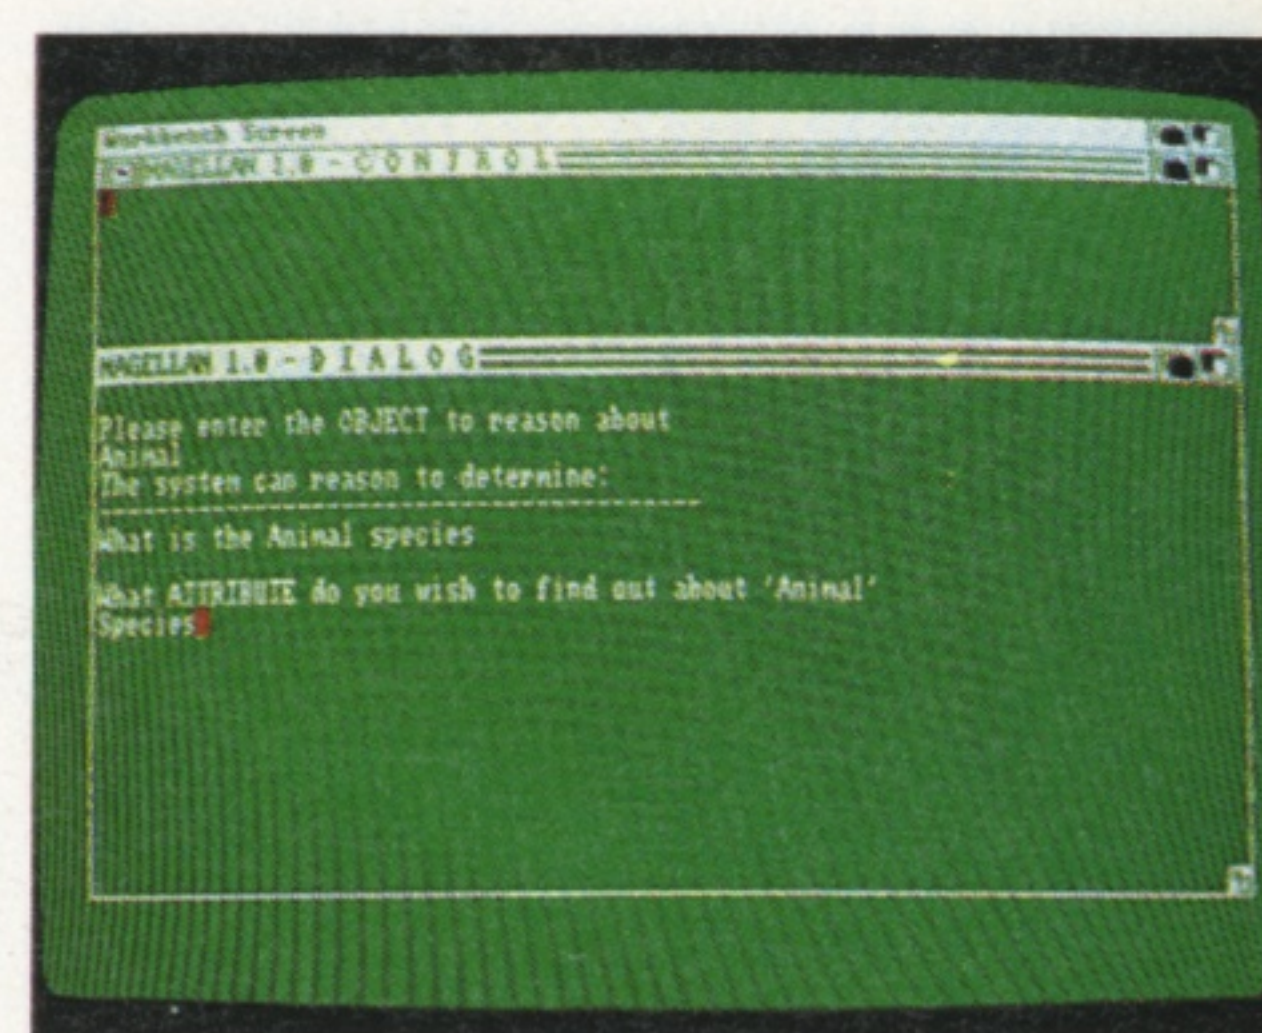 Workbench Screen
MAGELLAN 1.0 - C O N T R O L
MAGELLAN 1.0 - D I A L O G
Please enter the OBJECT to reason about
Animal
The system can reason to determine:
------------------------------------------------------------
What is the Animal species
What ATTRIBUTE do you wish to find out about 'Animal'
Species